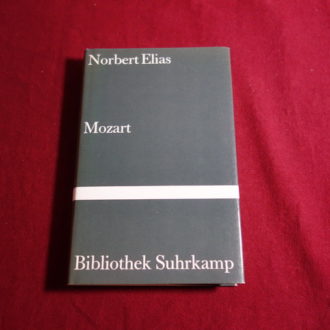 Norbert Elias
Mozart
Bibliothek Suhrkamp